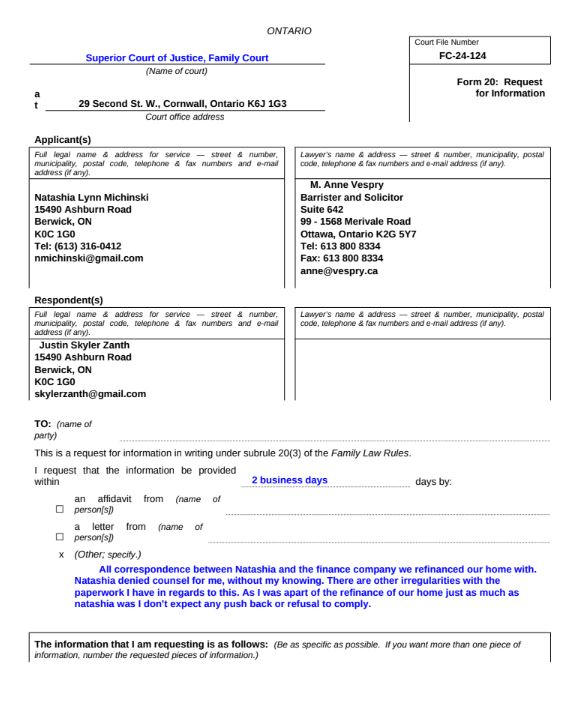 ONTARIO
Court File Number
Superior Court of Justice, Family Court
FC-24-124
(Name of court)
Form 20: Request
for Information
a
t
29 Second St. W., Cornwall, Ontario K6J 1G3
Court office address
Applicant(s)
Full legal name & address for service — street & number,
municipality, postal code, telephone & fax numbers and e-mail
address (if any).
Lawyer's name & address — street & number, municipality, postal
code, telephone & fax numbers and e-mail address (if any).
Natashia Lynn Michinski
15490 Ashburn Road
Berwick, ON
K0C 1G0
Tel: (613) 316-0412
nmichinski@gmail.com
M. Anne Vespry
Barrister and Solicitor
Suite 642
99 - 1568 Merivale Road
Ottawa, Ontario K2G 5Y7
Tel: 613 800 8334
Fax: 613 800 8334
anne@vespry.ca
Respondent(s)
Full legal name & address for service — street & number,
municipality, postal code, telephone & fax numbers and e-mail
address (if any).
Lawyer's name & address — street & number, municipality, postal
code, telephone & fax numbers and e-mail address (if any).
Justin Skyler Zanth
15490 Ashburn Road
Berwick, ON
K0C 1G0
skylerzanth@gmail.com
TO: (name of
party)
This is a request for information in writing under subrule 20(3) of the Family Law Rules.
I request that the information be provided
within 2 business days days by:
☐ an affidavit from (name of
person[s])
☐ a letter from (name of
person[s])
x (Other; specify.)
All correspondence between Natashia and the finance company we refinanced our home with.
Natashia denied counsel for me, without my knowing. There are other irregularities with the
paperwork I have in regards to this. As I was apart of the refinance of our home just as much as
natashia was I don't expect any push back or refusal to comply.
The information that I am requesting is as follows: (Be as specific as possible. If you want more than one piece of
information, number the requested pieces of information.)